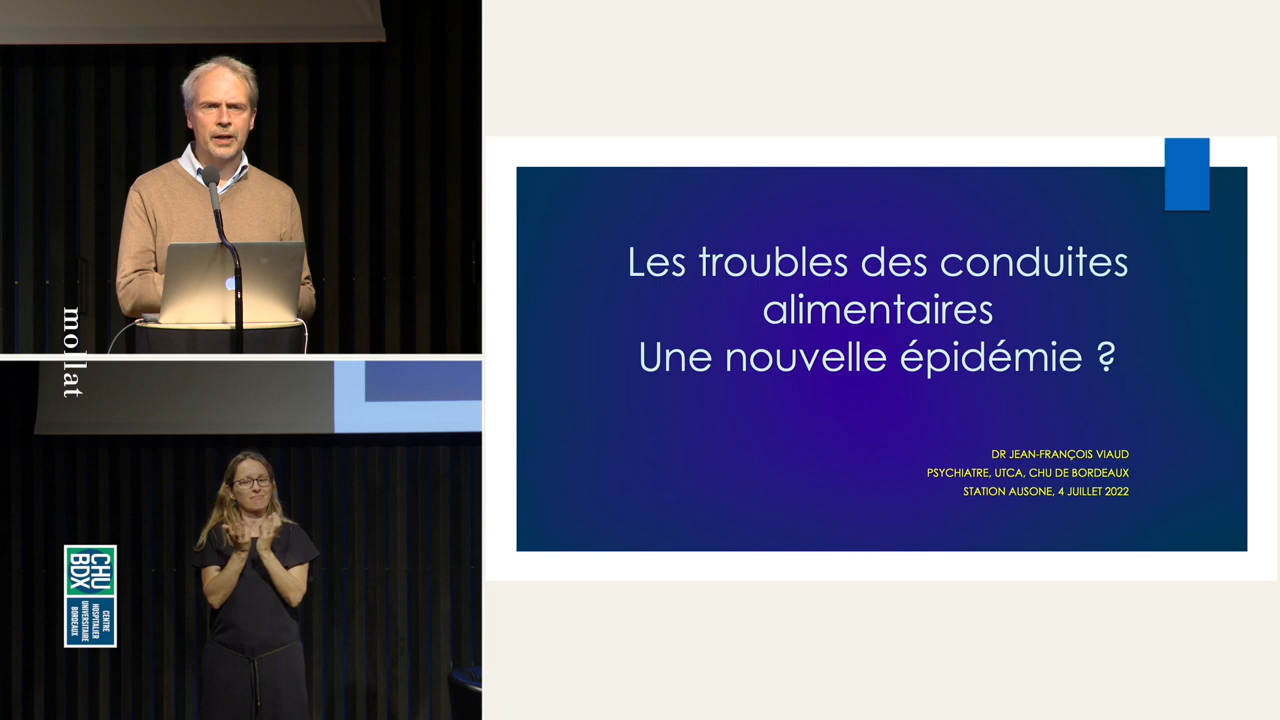 mollat
CHU
BDX
CENTRE
HOSPITALIER
UNIVERSITAIRE
BORDEAUX
Les troubles des conduites
alimentaires
Une nouvelle épidémie ?
DR JEAN-FRANÇOIS VIAUD
PSYCHIATRE, UTCA, CHU DE BORDEAUX
STATION AUSONE, 4 JUILLET 2022